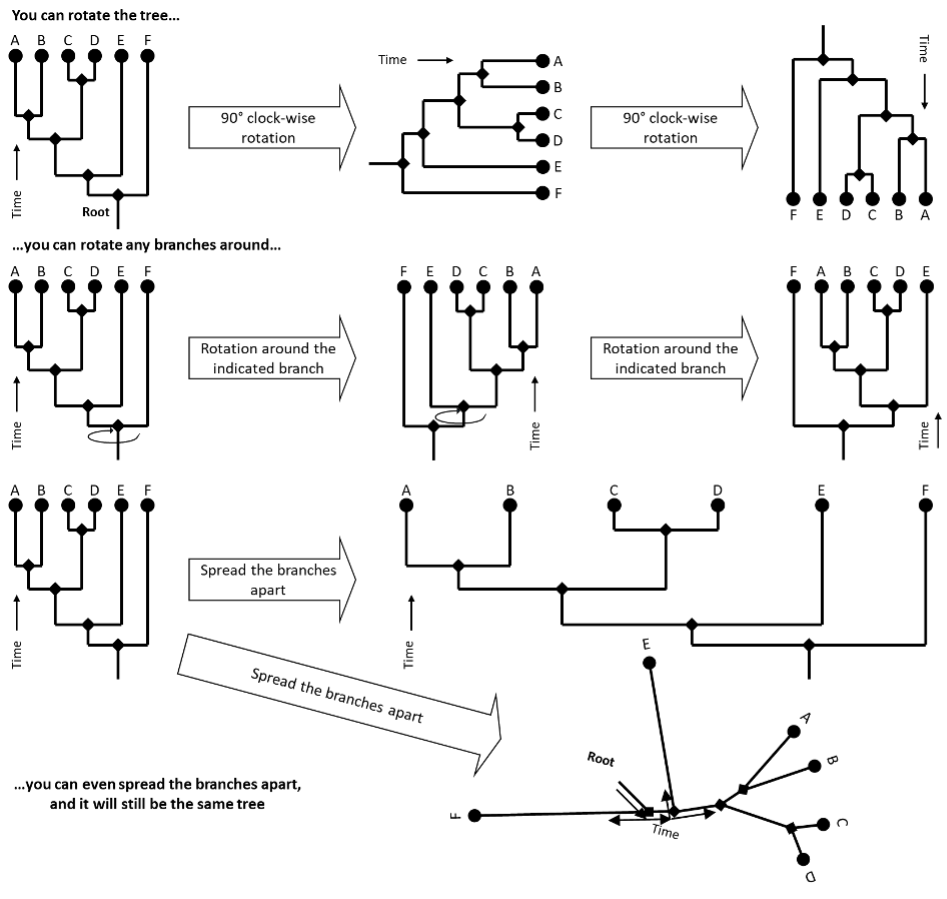 You can rotate the tree...
A B C D E F
Time
Root
90° clock-wise
rotation
Time
A
B
C
D
E
F
90° clock-wise
rotation
Time
F E D C B A
...you can rotate any branches around...
A B C D E F
Time
Rotation around the
indicated branch
F E D C B A
Time
Rotation around the
indicated branch
F A B C D E
Time
A B C D E F
Time
Spread the branches
apart
A B C D E F
Time
Spread the branches apart
...you can even spread the branches apart,
and it will still be the same tree
E
A
B
Root
F
Time
C
D